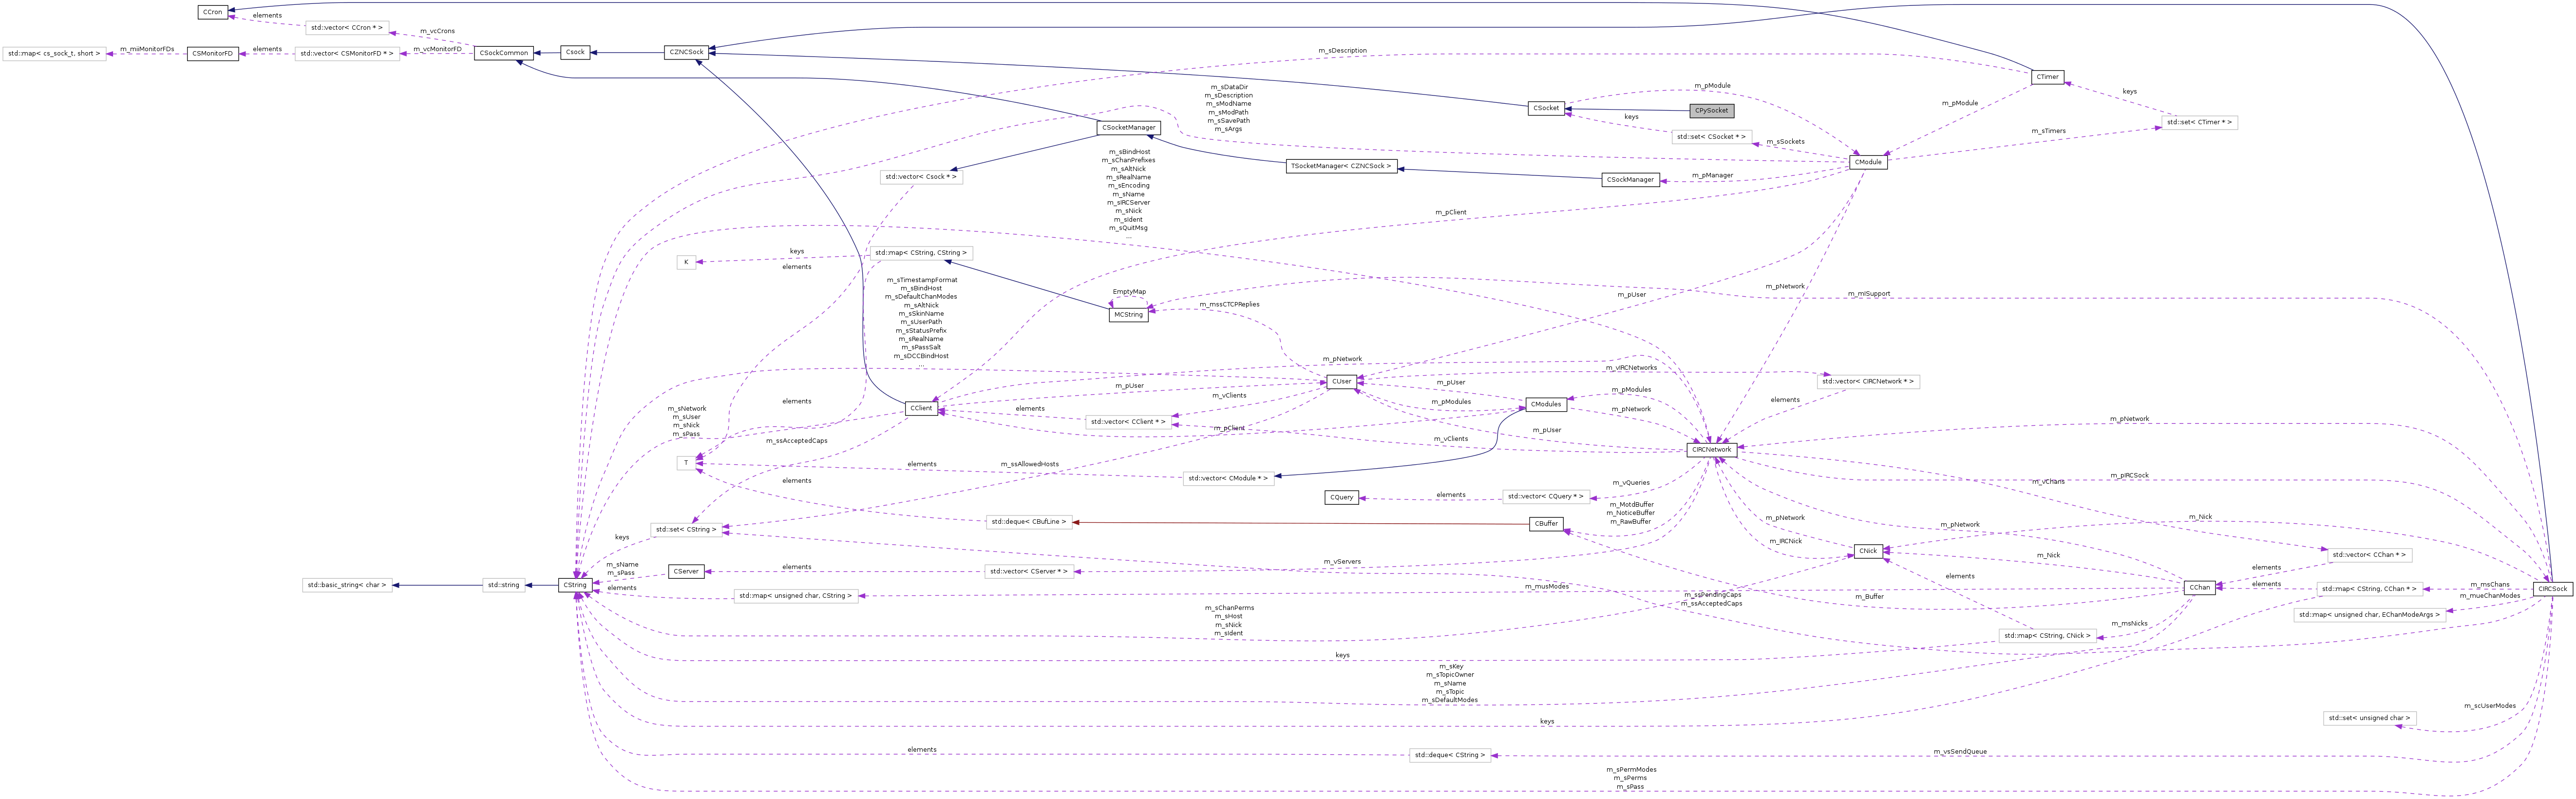 CCron
elements
std::vector< CCron * >
m_vcCrons
std::map< cs_sock_t, short >
m_miiMonitorFDs
CSMonitorFD
elements
std::vector< CSMonitorFD * >
m_vcMonitorFD
CSockCommon
Csock
CZNCSock
m_sDescription
CTimer
m_pModule
m_pModule
keys
std::set< CTimer * >
m_sTimers
CSocket
CPySocket
keys
std::set< CSocket * >
m_sSockets
CModule
m_sDataDir
m_sDescription
m_sModName
m_sModPath
m_sSavePath
m_sArgs
CSocketManager
TSocketManager< CZNCSock >
CSockManager
m_pManager
std::vector< Csock * >
m_sBindHost
m_sChanPrefixes
m_sAltNick
m_sRealName
m_sEncoding
m_sName
m_sIRCServer
m_sNick
m_sIdent
m_sQuitMsg
...
m_pClient
K
keys
elements
std::map< CString, CString >
m_sTimestampFormat
m_sBindHost
m_sDefaultChanModes
m_sAltNick
m_sSkinName
m_sUserPath
m_sStatusPrefix
m_sRealName
m_sPassSalt
m_sDCCBindHost
...
EmptyMap
MCString
m_mssCTCPReplies
m_pUser
m_pNetwork
m_mISupport
m_pNetwork
m_pUser
CUser
m_vIRCNetworks
std::vector< CIRCNetwork * >
elements
m_pUser
m_pModules
m_pModules
CModules
m_pNetwork
m_vClients
CClient
elements
std::vector< CClient * >
m_pClient
m_vClients
m_pUser
CIRCNetwork
m_pNetwork
m_sNetwork
m_sUser
m_sNick
m_sPass
elements
m_ssAcceptedCaps
m_ssAllowedHosts
T
elements
std::vector< CModule * >
elements
m_pIRCSock
m_vChans
m_vQueries
CQuery
elements
std::vector< CQuery * >
m_MotdBuffer
m_NoticeBuffer
m_RawBuffer
std::deque< CBufLine >
CBuffer
std::set< CString >
keys
m_pNetwork
m_IRCNick
m_Nick
m_pNetwork
CNick
m_Nick
std::vector< CChan * >
elements
m_vServers
std::basic_string< char >
std::string
CString
m_sName
m_sPass
CServer
elements
std::vector< CServer * >
elements
std::map< unsigned char, CString >
m_musModes
m_ssPendingCaps
m_ssAcceptedCaps
m_Buffer
elements
CChan
elements
std::map< CString, CChan * >
m_msChans
CIRCSock
m_mueChanModes
std::map< unsigned char, EChanModeArgs >
m_msNicks
std::map< CString, CNick >
m_sChanPerms
m_sHost
m_sNick
m_sIdent
keys
m_sKey
m_sTopicOwner
m_sName
m_sTopic
m_sDefaultModes
keys
m_scUserModes
std::set< unsigned char >
elements
std::deque< CString >
m_vsSendQueue
m_sPermModes
m_sPerms
m_sPass